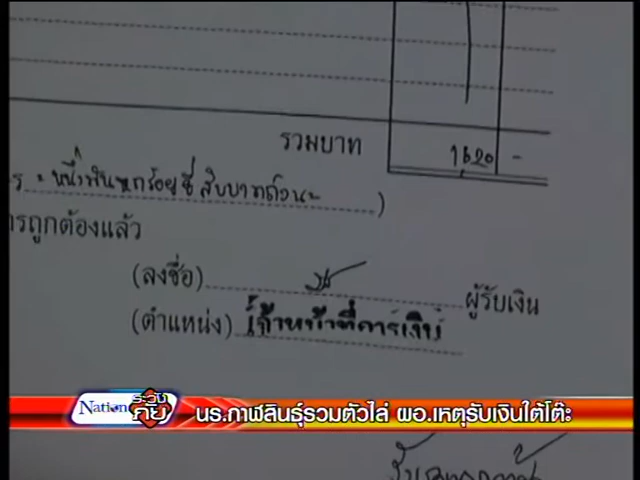 รวมบาท 1620 -
หนึ่งพันหกร้อยยี่สิบบาทถ้วน )
ารถูกต้องแล้ว
(ลงชื่อ) ผู้รับเงิน
(ตำแหน่ง) เจ้าหน้าที่การเงิน
Nation ระวังภัย นร.กาฬสินธุ์รวมตัวไล่ ผอ.เหตุรับเงินใต้โต๊ะ